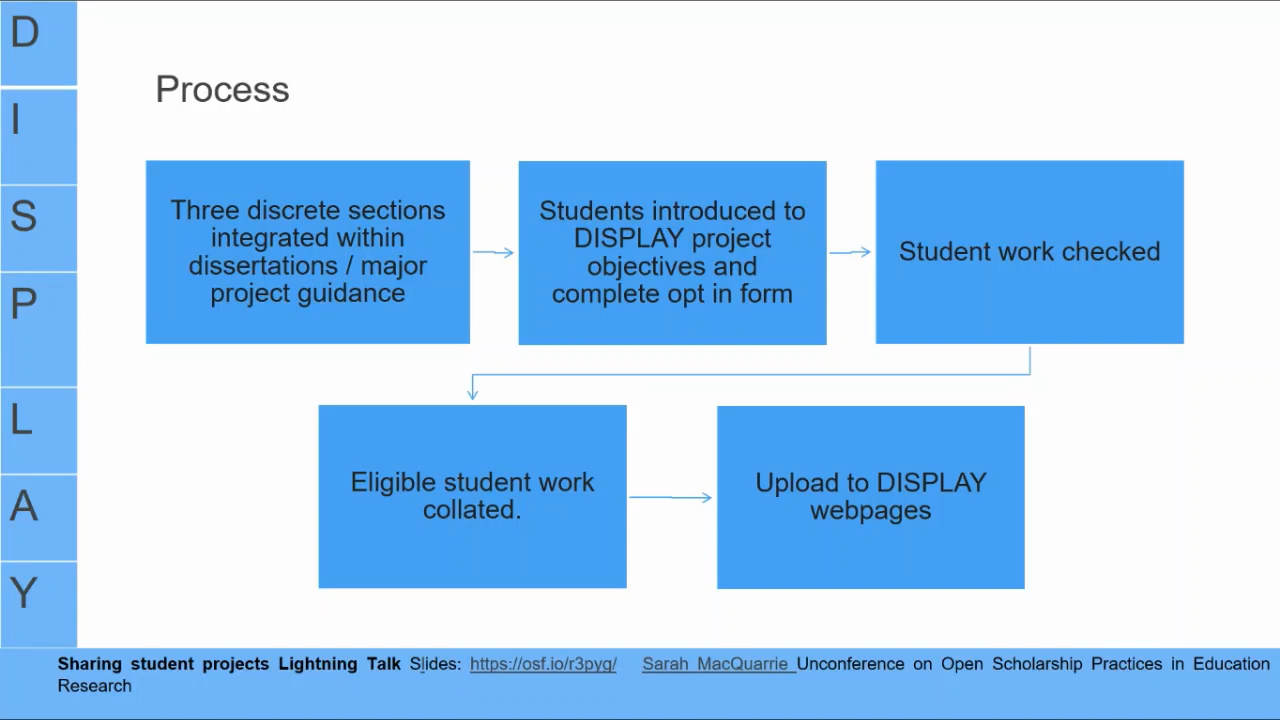 D
I
S
P
L
A
Y
Process
Three discrete sections
integrated within
dissertations / major
project guidance
Students introduced to
DISPLAY project
objectives and
complete opt in form
Student work checked
Eligible student work
collated.
Upload to DISPLAY
webpages
Sharing student projects Lightning Talk Slides: https://osf.io/r3pyg/ Sarah MacQuarrie Unconference on Open Scholarship Practices in Education
Research